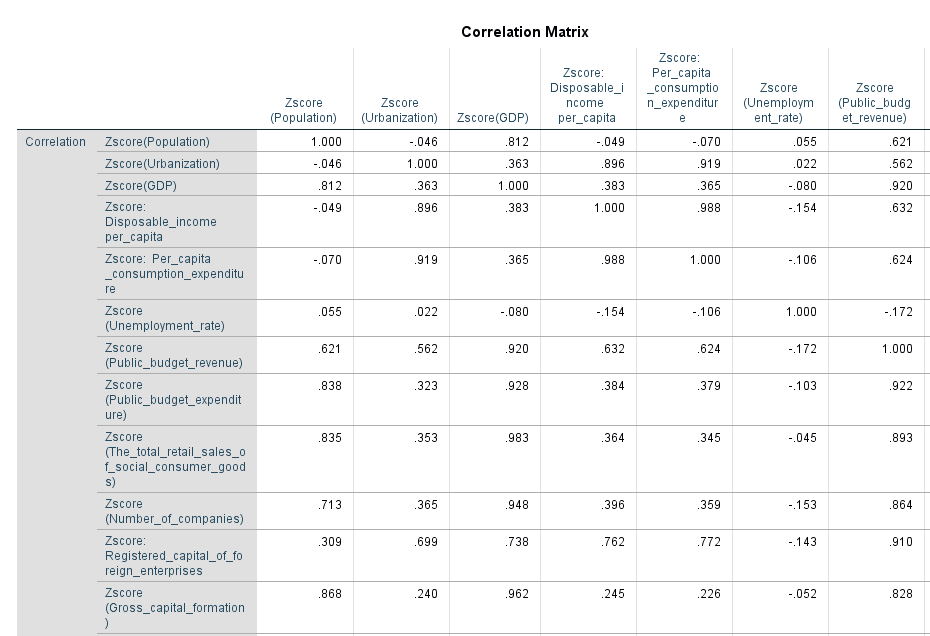 Correlation Matrix
Zscore
(Population)
Zscore
(Urbanization)
Zscore(GDP)
Zscore:
Disposable_i
ncome
per_capita
Zscore:
Per_capita
_consumptio
n_expenditur
e
Zscore
(Unemploym
ent_rate)
Zscore
(Public_budg
et_revenue)
Correlation Zscore(Population) 1.000 -.046 .812 -.049 -.070 .055 .621
Zscore(Urbanization) -.046 1.000 .363 .896 .919 .022 .562
Zscore(GDP) .812 .363 1.000 .383 .365 -.080 .920
Zscore: -.049 .896 .383 1.000 .988 -.154 .632
Disposable_income
per_capita
Zscore: Per_capita -.070 .919 .365 .988 1.000 -.106 .624
_consumption_expenditu
re
Zscore .055 .022 -.080 -.154 -.106 1.000 -.172
(Unemployment_rate)
Zscore .621 .562 .920 .632 .624 -.172 1.000
(Public_budget_revenue)
Zscore .838 .323 .928 .384 .379 -.103 .922
(Public_budget_expendit
ure)
Zscore .835 .353 .983 .364 .345 -.045 .893
(The_total_retail_sales_o
f_social_consumer_good
s)
Zscore .713 .365 .948 .396 .359 -.153 .864
(Number_of_companies)
Zscore: .309 .699 .738 .762 .772 -.143 .910
Registered_capital_of_fo
reign_enterprises
Zscore .868 .240 .962 .245 .226 -.052 .828
(Gross_capital_formation
)